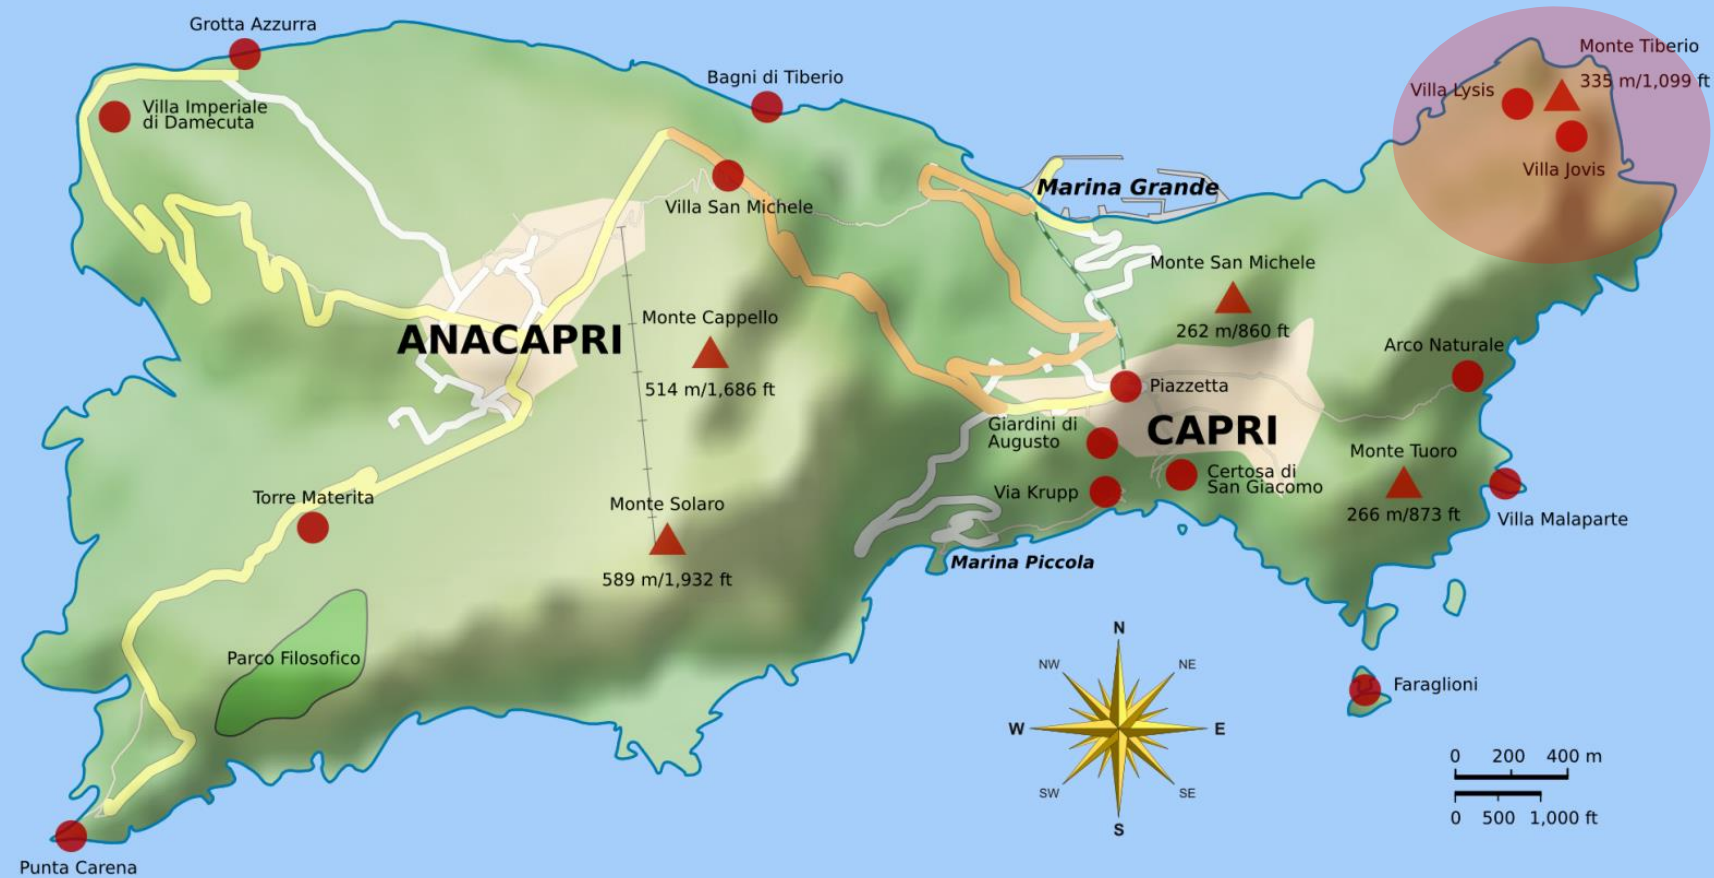 Grotta Azzurra
Monte Tiberio
335 m/1,099 ft
Villa Lysis
Villa Jovis
Bagni di Tiberio
Villa Imperiale
di Damecuta
Villa San Michele
Marina Grande
Monte San Michele
262 m/860 ft
Monte Cappello
514 m/1,686 ft
ANACAPRI
Arco Naturale
Piazzetta
CAPRI
Giardini di
Augusto
Monte Tuoro
266 m/873 ft
Certosa di
San Giacomo
Via Krupp
Villa Malaparte
Torre Materita
Monte Solaro
589 m/1,932 ft
Marina Piccola
Parco Filosofico
Faraglioni
N
NW
NE
W
E
SW
SE
S
0 200 400 m
0 500 1,000 ft
Punta Carena